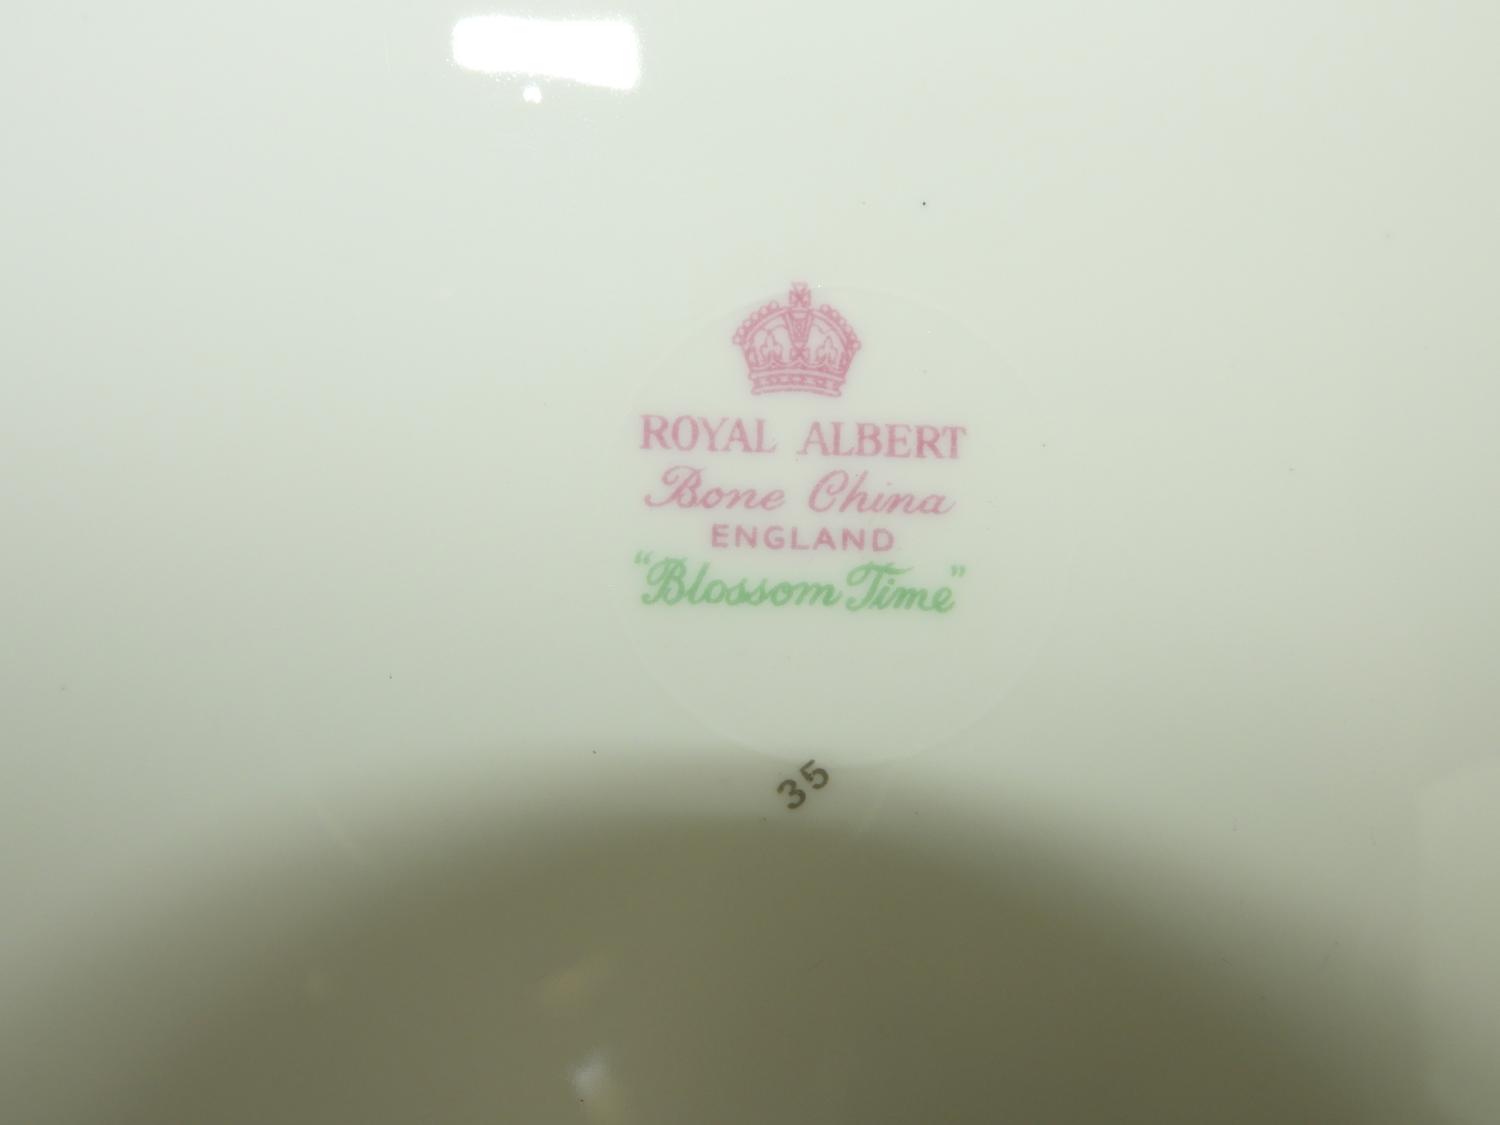 ROYAL ALBERT
Bone China
ENGLAND
"Blossom Time"
35